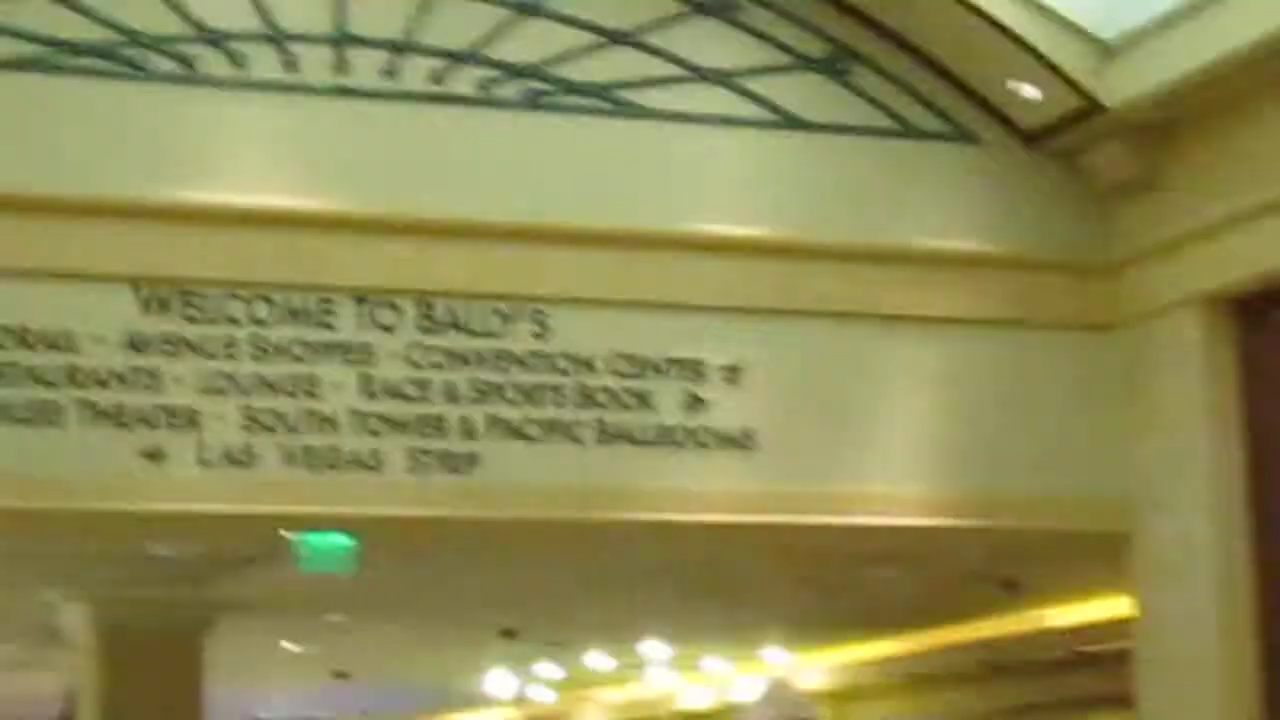 WELCOME TO BALLY'S
AVENUE SHOPPES · CONVENTION CENTER
· LOUNGE · RACE & SPORTS BOOK
THEATER · SOUTH TOWER & PACIFIC BALLROOMS
LAS VEGAS STRIP